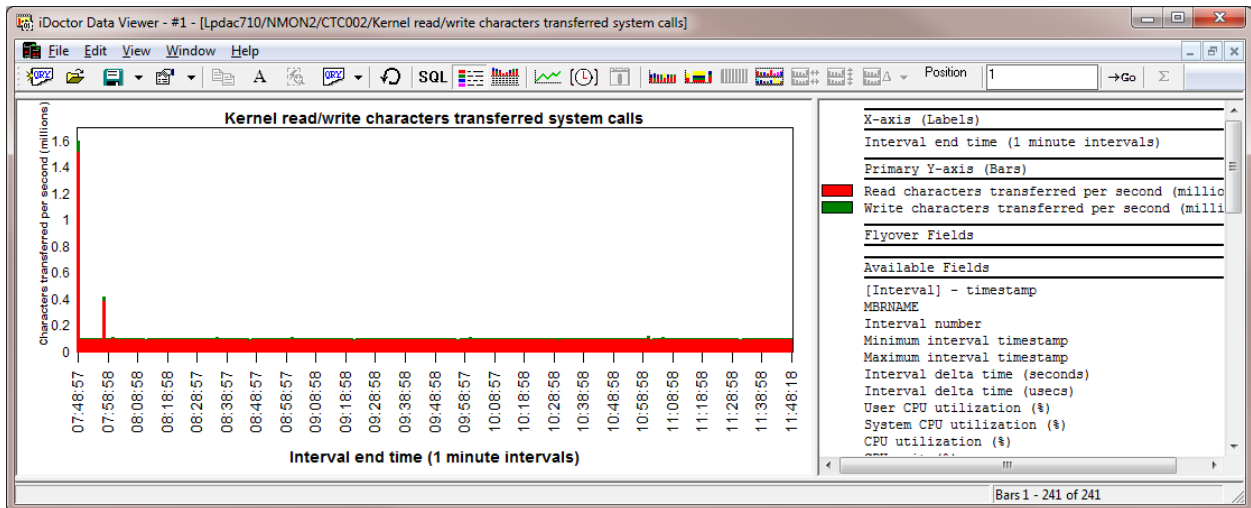 iDoctor Data Viewer - #1 - [Lpdac710/NMON2/CTC002/Kernel read/write characters transferred system calls]
File Edit View Window Help
SQL Position 1 Go
Kernel read/write characters transferred system calls
Characters transferred per second (millions)
1.6
1.4
1.2
1
0.8
0.6
0.4
0.2
0
07:48:57
07:58:58
08:08:58
08:18:58
08:28:57
08:38:57
08:48:57
08:58:57
09:08:58
09:18:58
09:28:58
09:38:58
09:48:58
09:58:57
10:08:57
10:18:57
10:28:58
10:38:58
10:48:58
10:58:58
11:08:58
11:18:58
11:28:58
11:38:58
11:48:18
Interval end time (1 minute intervals)
X-axis (Labels)
Interval end time (1 minute intervals)
Primary Y-axis (Bars)
Read characters transferred per second (millio
Write characters transferred per second (milli
Flyover Fields
Available Fields
[Interval] - timestamp
MBRNAME
Interval number
Minimum interval timestamp
Maximum interval timestamp
Interval delta time (seconds)
Interval delta time (usecs)
User CPU utilization (%)
System CPU utilization (%)
CPU utilization (%)
Bars 1 - 241 of 241